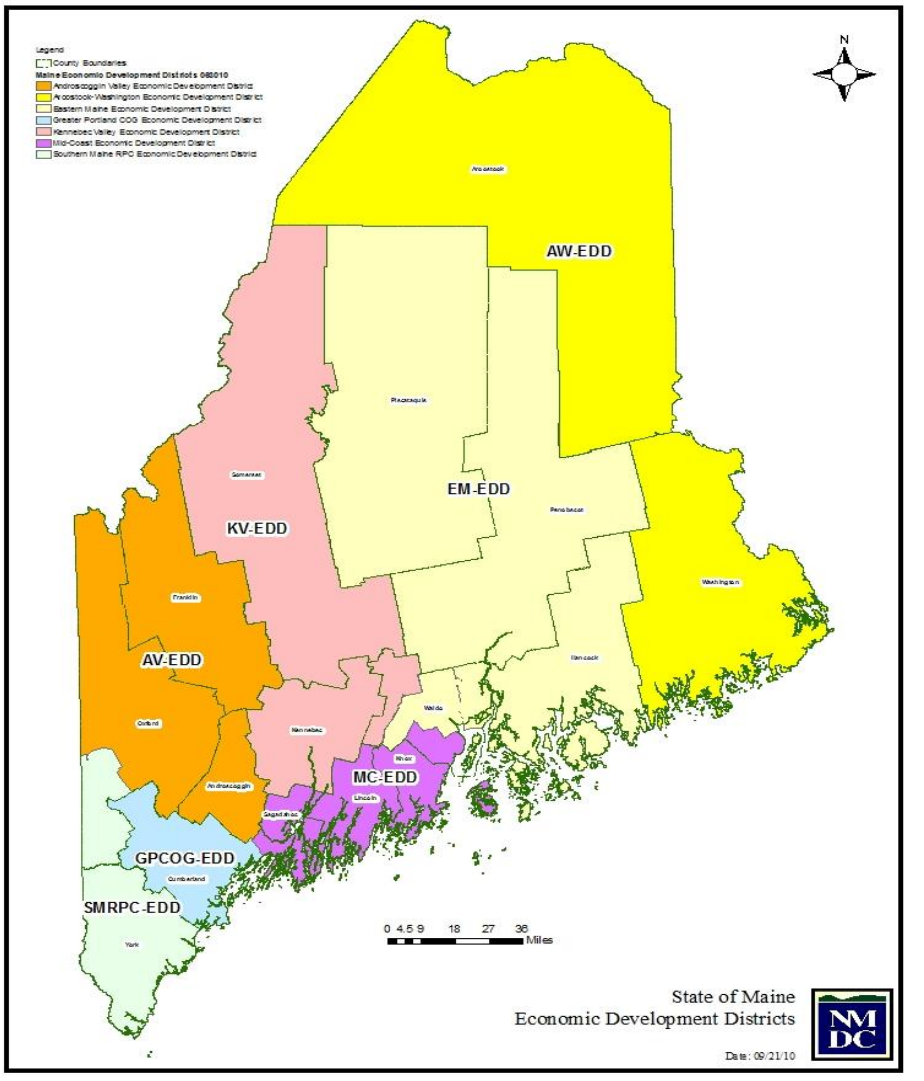 Legend
County Boundaries
Maine Economic Development Districts 063010
Androscoggin Valley Economic Development District
Aroostook-Washington Economic Development District
Eastern Maine Economic Development District
Greater Portland COG Economic Development District
Kennebec Valley Economic Development District
Mid-Coast Economic Development District
Southern Maine RPC Economic Development District
N
Aroostook
AW-EDD
Piscataquis
Somerset
EM-EDD
Penobscot
KV-EDD
Washington
Franklin
AV-EDD
Hancock
Waldo
Oxford
Kennebec
Knox
MC-EDD
Androscoggin
Lincoln
Sagadahoc
GPCOG-EDD
Cumberland
SMRPC-EDD
York
0 4.5 9 18 27 36
Miles
State of Maine
Economic Development Districts
NM
DC
Date: 09/21/10